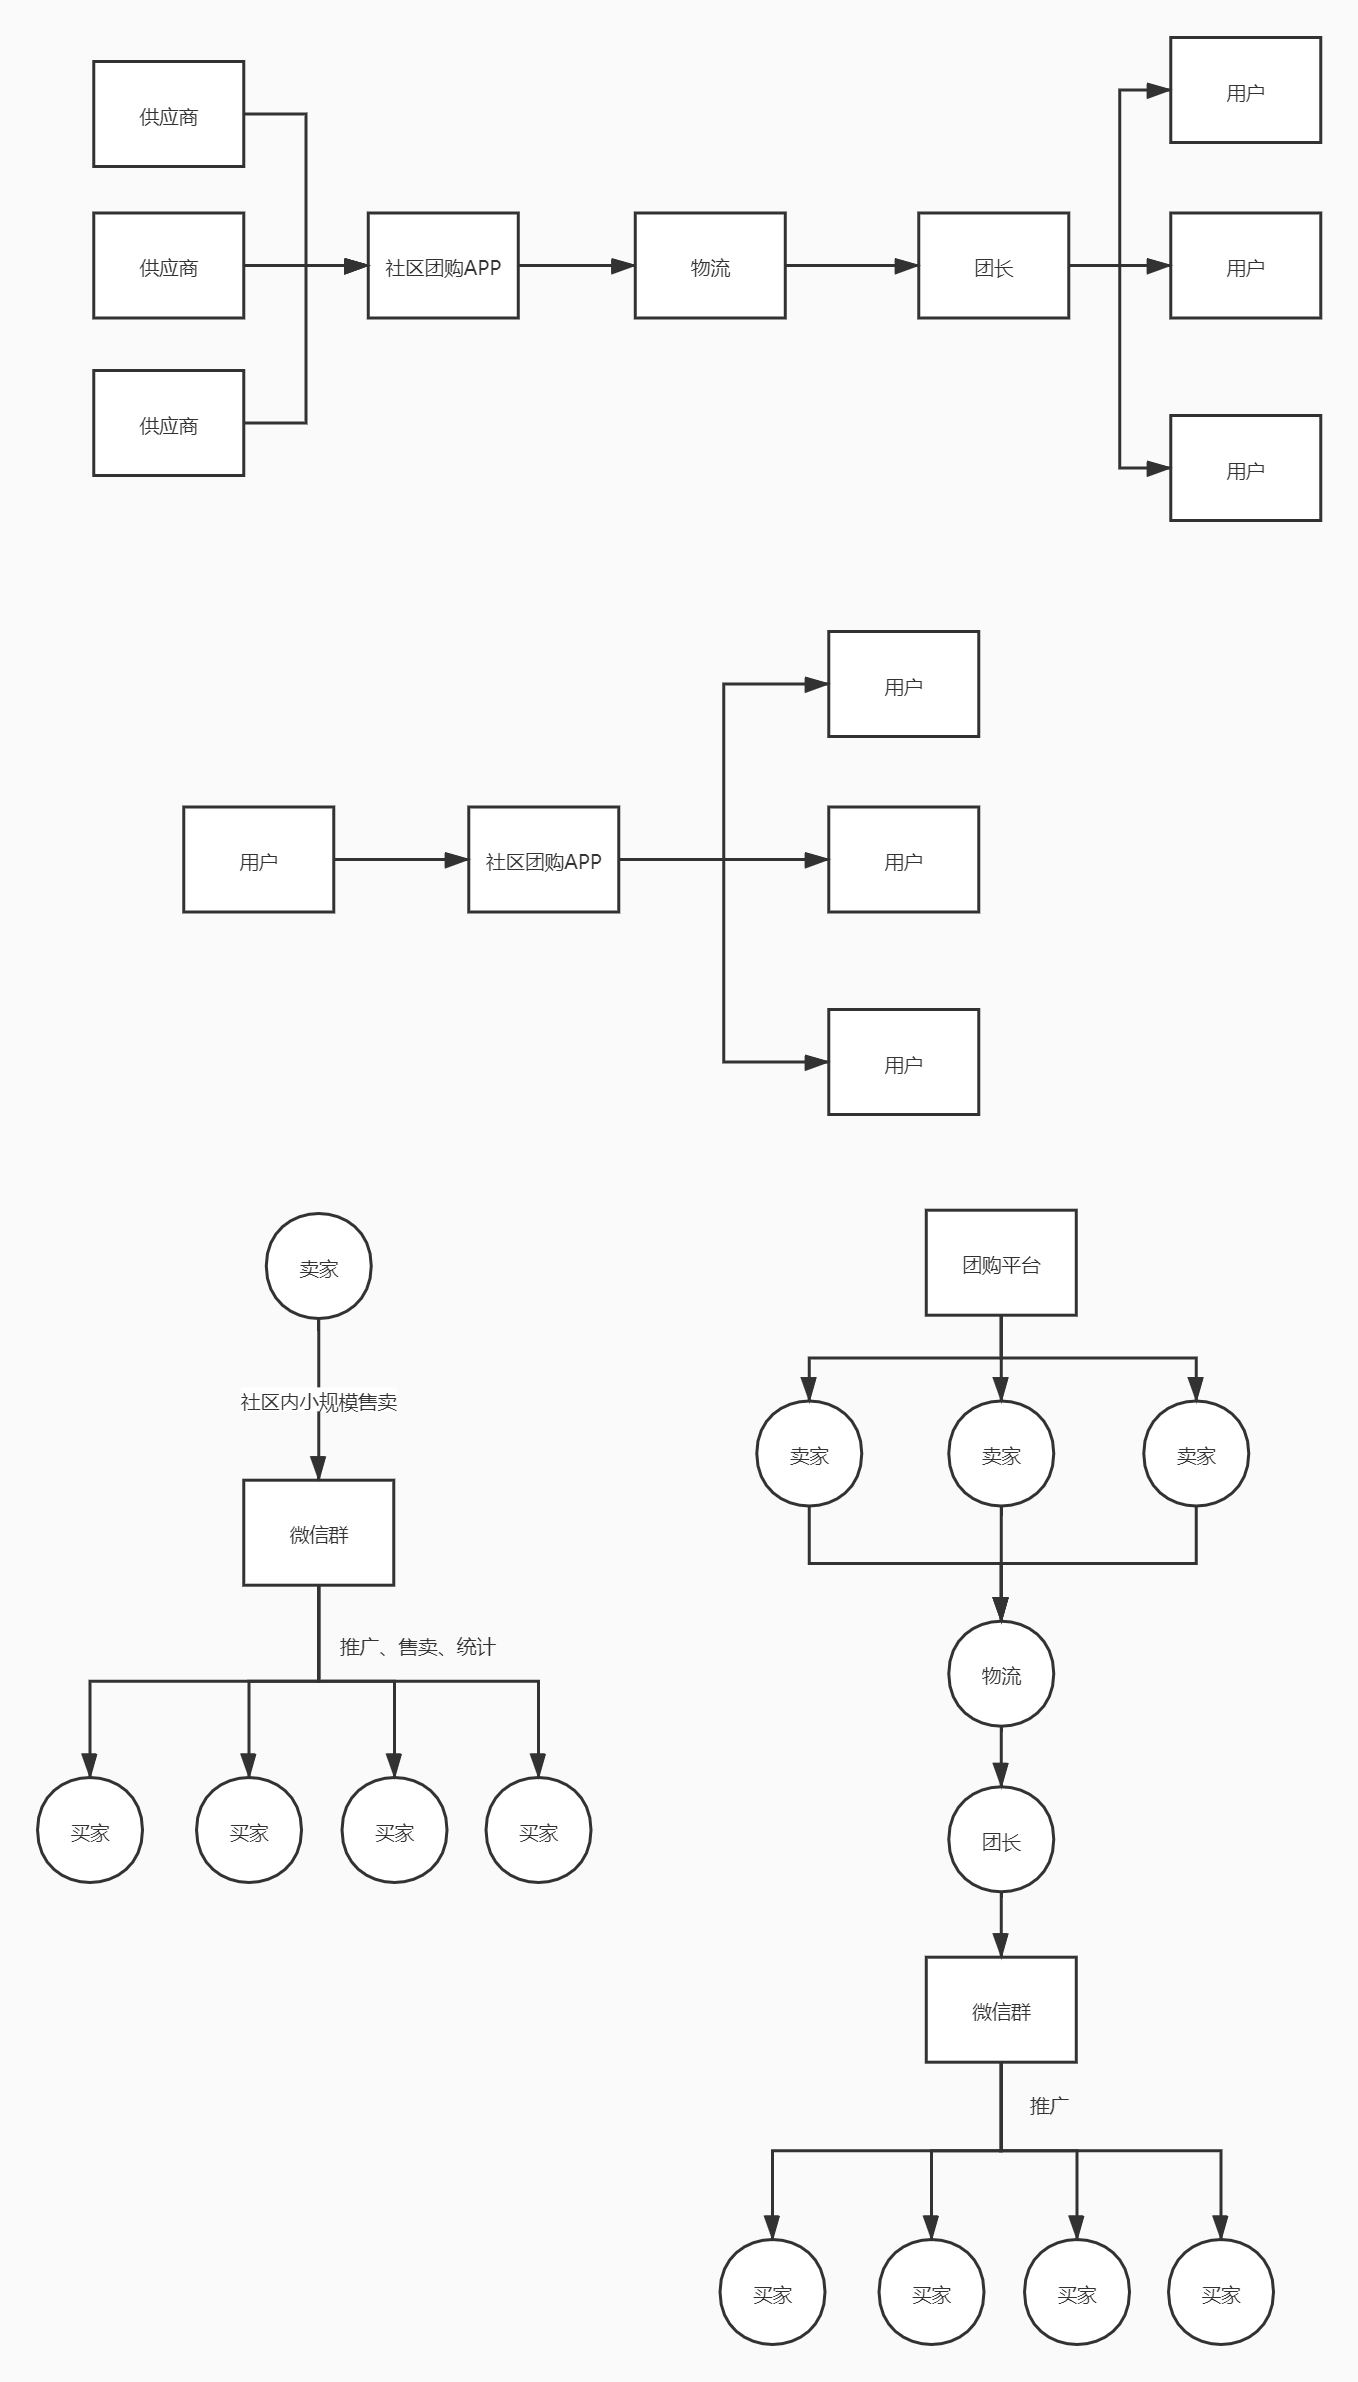 用户
供应商
供应商
社区团购APP
物流
团长
用户
供应商
用户
用户
用户
社区团购APP
用户
用户
卖家
社区内小规模售卖
微信群
推广、售卖、统计
买家
买家
买家
买家
团购平台
卖家
卖家
卖家
物流
团长
微信群
推广
买家
买家
买家
买家